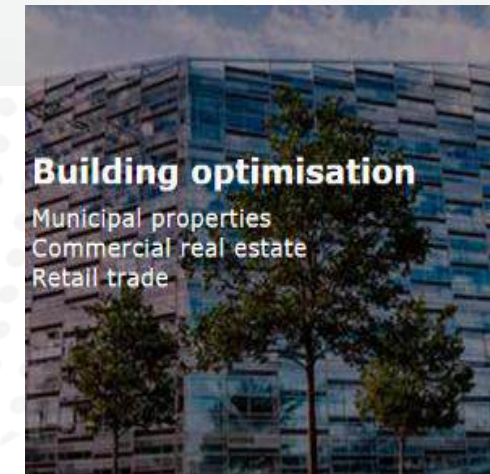 Building optimisation
Municipal properties
Commercial real estate
Retail trade